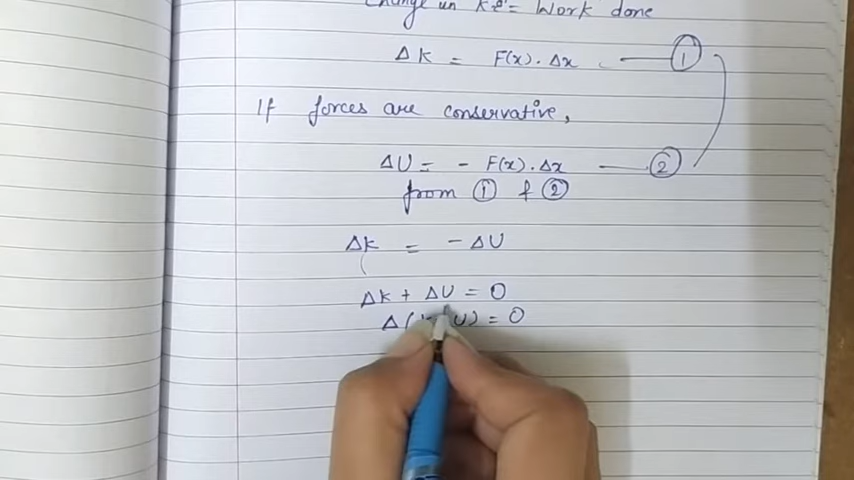 Change in K.E = Work done
ΔK = F(x). Δx — ①
If forces are conservative,
ΔU = - F(x). Δx — ②
from ① & ②
ΔK = - ΔU
ΔK + ΔU = 0
Δ(K+U) = 0